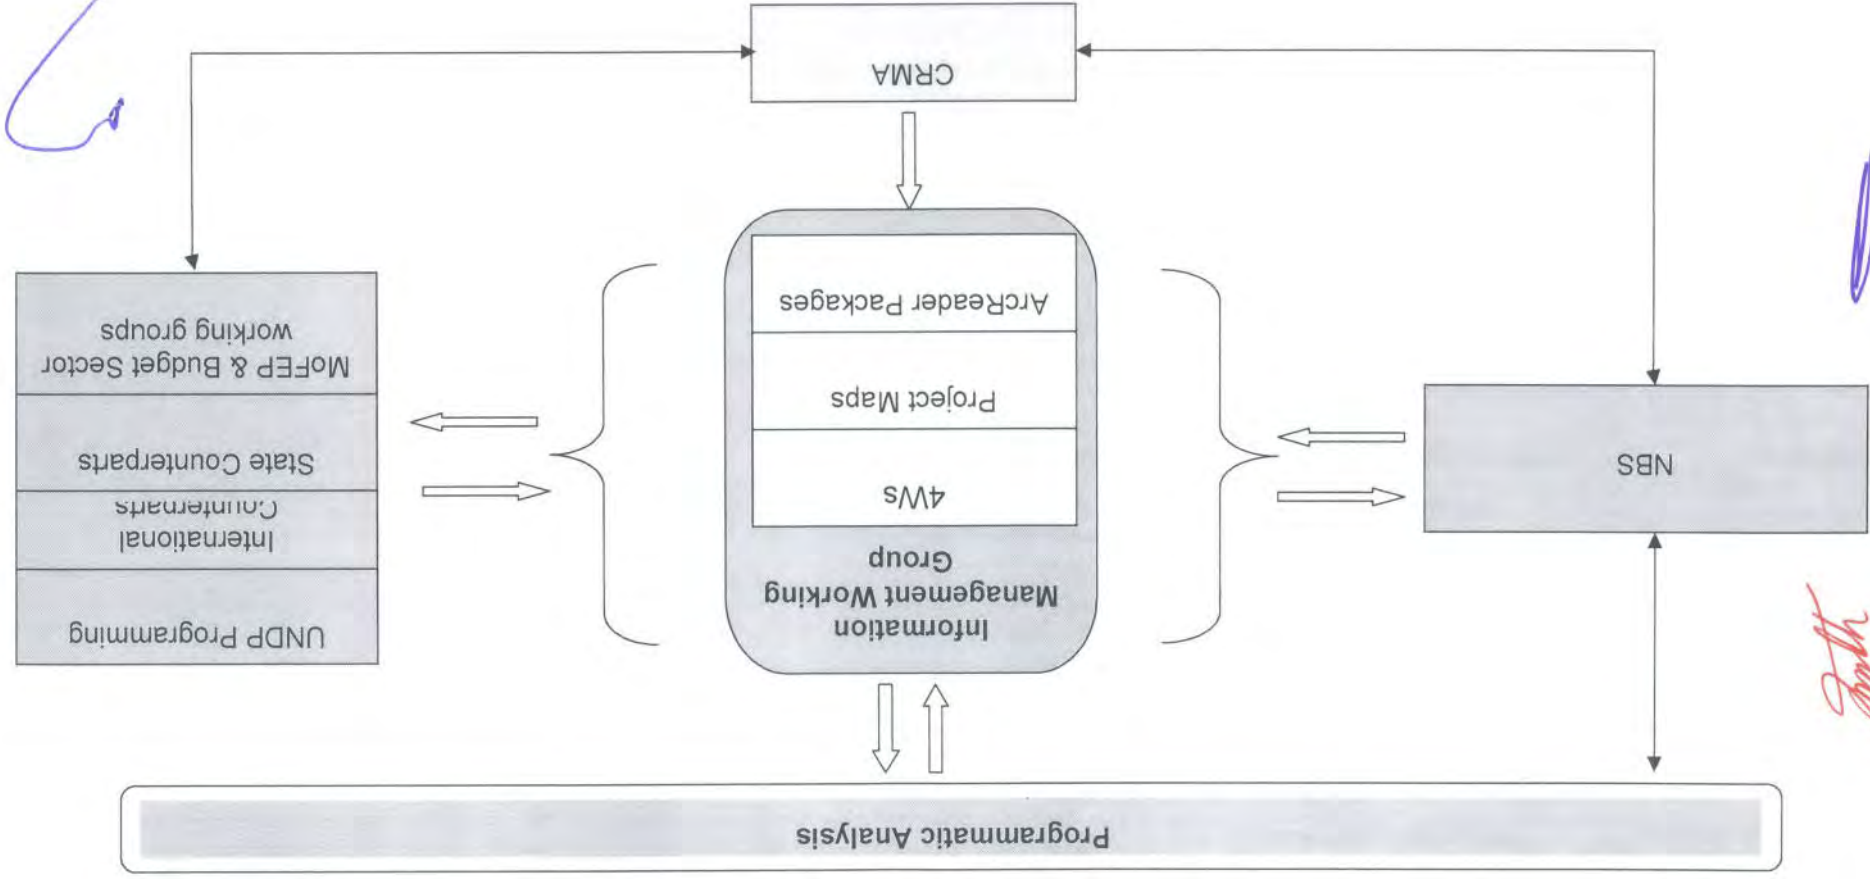 Programmatic Analysis
NBS
Information
Management Working
Group
4Ws
Project Maps
ArcReader Packages
UNDP Programming
International
Counterparts
State Counterparts
MoFEP & Budget Sector
working groups
CRMA